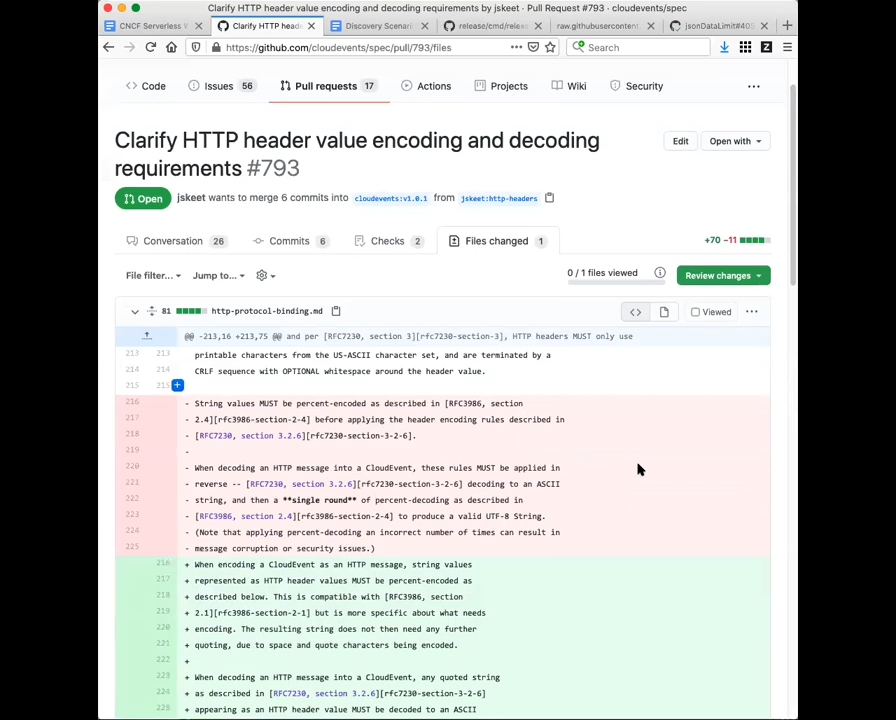 Clarify HTTP header value encoding and decoding requirements by jskeet · Pull Request #793 · cloudevents/spec
CNCF Serverless W
Clarify HTTP heade
Discovery Scenari
release/cmd/releas
raw.githubusercontent.
jsonDataLimit#405
https://github.com/cloudevents/spec/pull/793/files
Search
Code
Issues 56
Pull requests 17
Actions
Projects
Wiki
Security
Clarify HTTP header value encoding and decoding
requirements #793
Edit
Open with
Open
jskeet wants to merge 6 commits into cloudevents:v1.0.1 from jskeet:http-headers
Conversation 26
Commits 6
Checks 2
Files changed 1
+70 −11
File filter...
Jump to...
0 / 1 files viewed
Review changes
81 http-protocol-binding.md
Viewed
@@ -213,16 +213,75 @@ and per [RFC7230, section 3][rfc7230-section-3], HTTP headers MUST only use
213 213 printable characters from the US-ASCII character set, and are terminated by a
214 214 CRLF sequence with OPTIONAL whitespace around the header value.
215 215
216 - String values MUST be percent-encoded as described in [RFC3986, section
217 - 2.4][rfc3986-section-2-4] before applying the header encoding rules described in
218 - [RFC7230, section 3.2.6][rfc7230-section-3-2-6].
219 -
220 - When decoding an HTTP message into a CloudEvent, these rules MUST be applied in
221 - reverse -- [RFC7230, section 3.2.6][rfc7230-section-3-2-6] decoding to an ASCII
222 - string, and then a **single round** of percent-decoding as described in
223 - [RFC3986, section 2.4][rfc3986-section-2-4] to produce a valid UTF-8 String.
224 - (Note that applying percent-decoding an incorrect number of times can result in
225 - message corruption or security issues.)
216 + When encoding a CloudEvent as an HTTP message, string values
217 + represented as HTTP header values MUST be percent-encoded as
218 + described below. This is compatible with [RFC3986, section
219 + 2.1][rfc3986-section-2-1] but is more specific about what needs
220 + encoding. The resulting string does not then need any further
221 + quoting, due to space and quote characters being encoded.
222 +
223 + When decoding an HTTP message into a CloudEvent, any quoted string
224 + as described in [RFC7230, section 3.2.6][rfc7230-section-3-2-6]
225 + appearing as an HTTP header value MUST be decoded to an ASCII